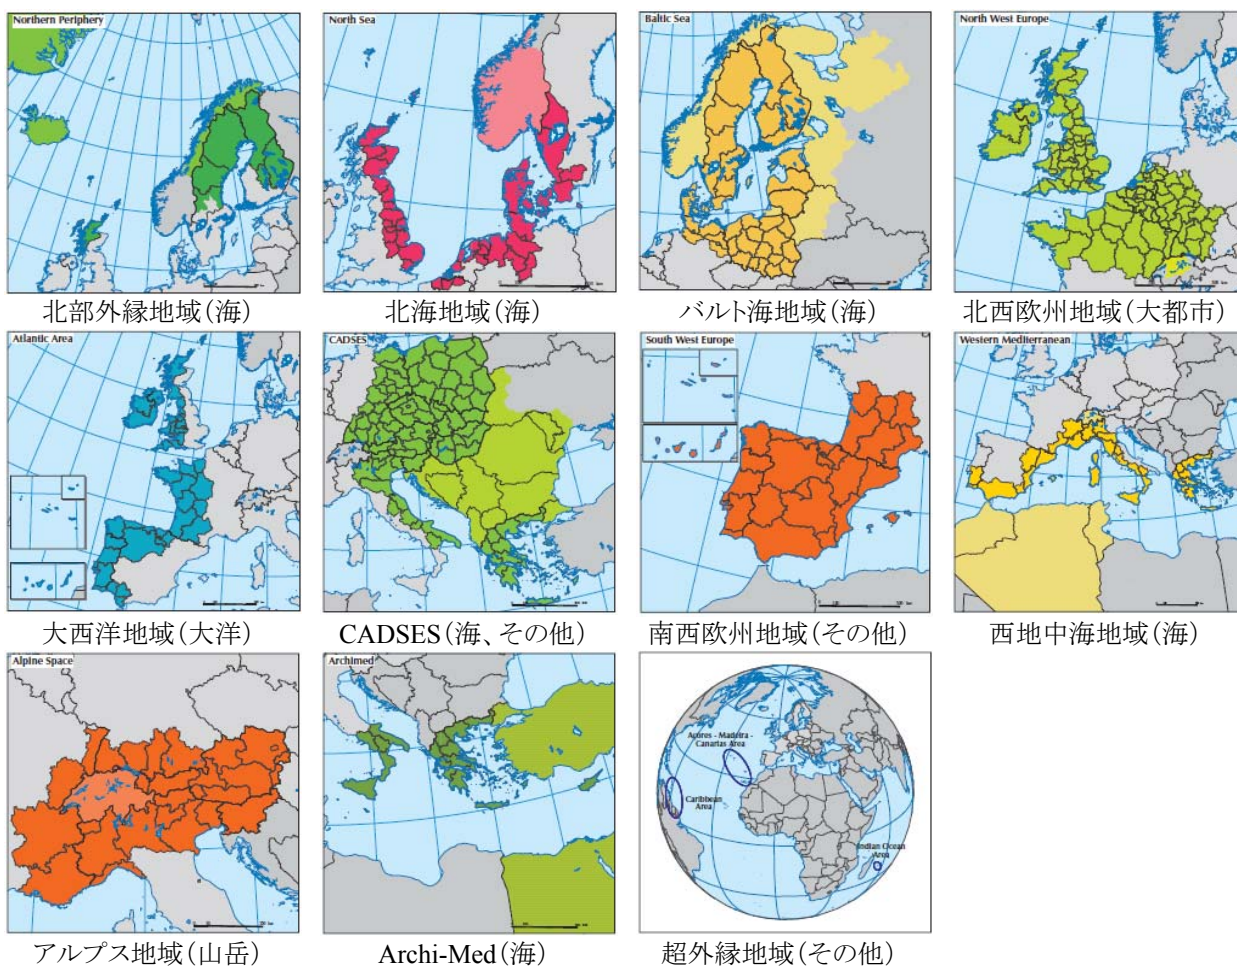 Northern Periphery
North Sea
Baltic Sea
North West Europe
北部外縁地域（海）
北海地域（海）
バルト海地域（海）
北西欧州地域（大都市）
Atlantic Area
CADSES
South West Europe
Western Mediterranean
大西洋地域（大洋）
CADSES（海、その他）
南西欧州地域（その他）
西地中海地域（海）
Alpine Space
Archimed
Açores - Madeira -
Canarias Area
Caribbean
Area
Indian Ocean
Area
アルプス地域（山岳）
Archi-Med（海）
超外縁地域（その他）